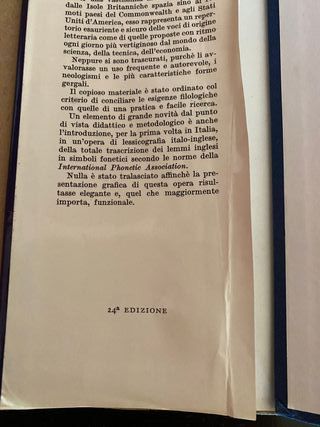 dalle Isole Britanniche spazia sino ai
moti paesi del Commonwealth e agli Stati
Uniti d'America, esso rappresenta un reper-
torio esauriente e sicuro delle voci di origine
letteraria come di quelle proposte con ritmo
ogni giorno più vertiginoso dal mondo della
scienza, della tecnica, dell'economia.
Neppure si sono trascurati, purchè li av-
valorasse un uso frequente e autorevole, i
neologismi e le più caratteristiche forme
gergali.
Il copioso materiale è stato ordinato col
criterio di conciliare le esigenze filologiche
con quelle di una pratica e facile ricerca.
Un elemento di grande novità dal punto
di vista didattico e metodologico è anche
l'introduzione, per la prima volta in Italia,
in un'opera di lessicografia italo-inglese,
della totale trascrizione dei lemmi inglesi
in simboli fonetici secondo le norme della
International Phonetic Association.
Nulla è stato tralasciato affinchè la pre-
sentazione grafica di questa opera risul-
tasse elegante e, quel che maggiormente
importa, funzionale.
24ª EDIZIONE